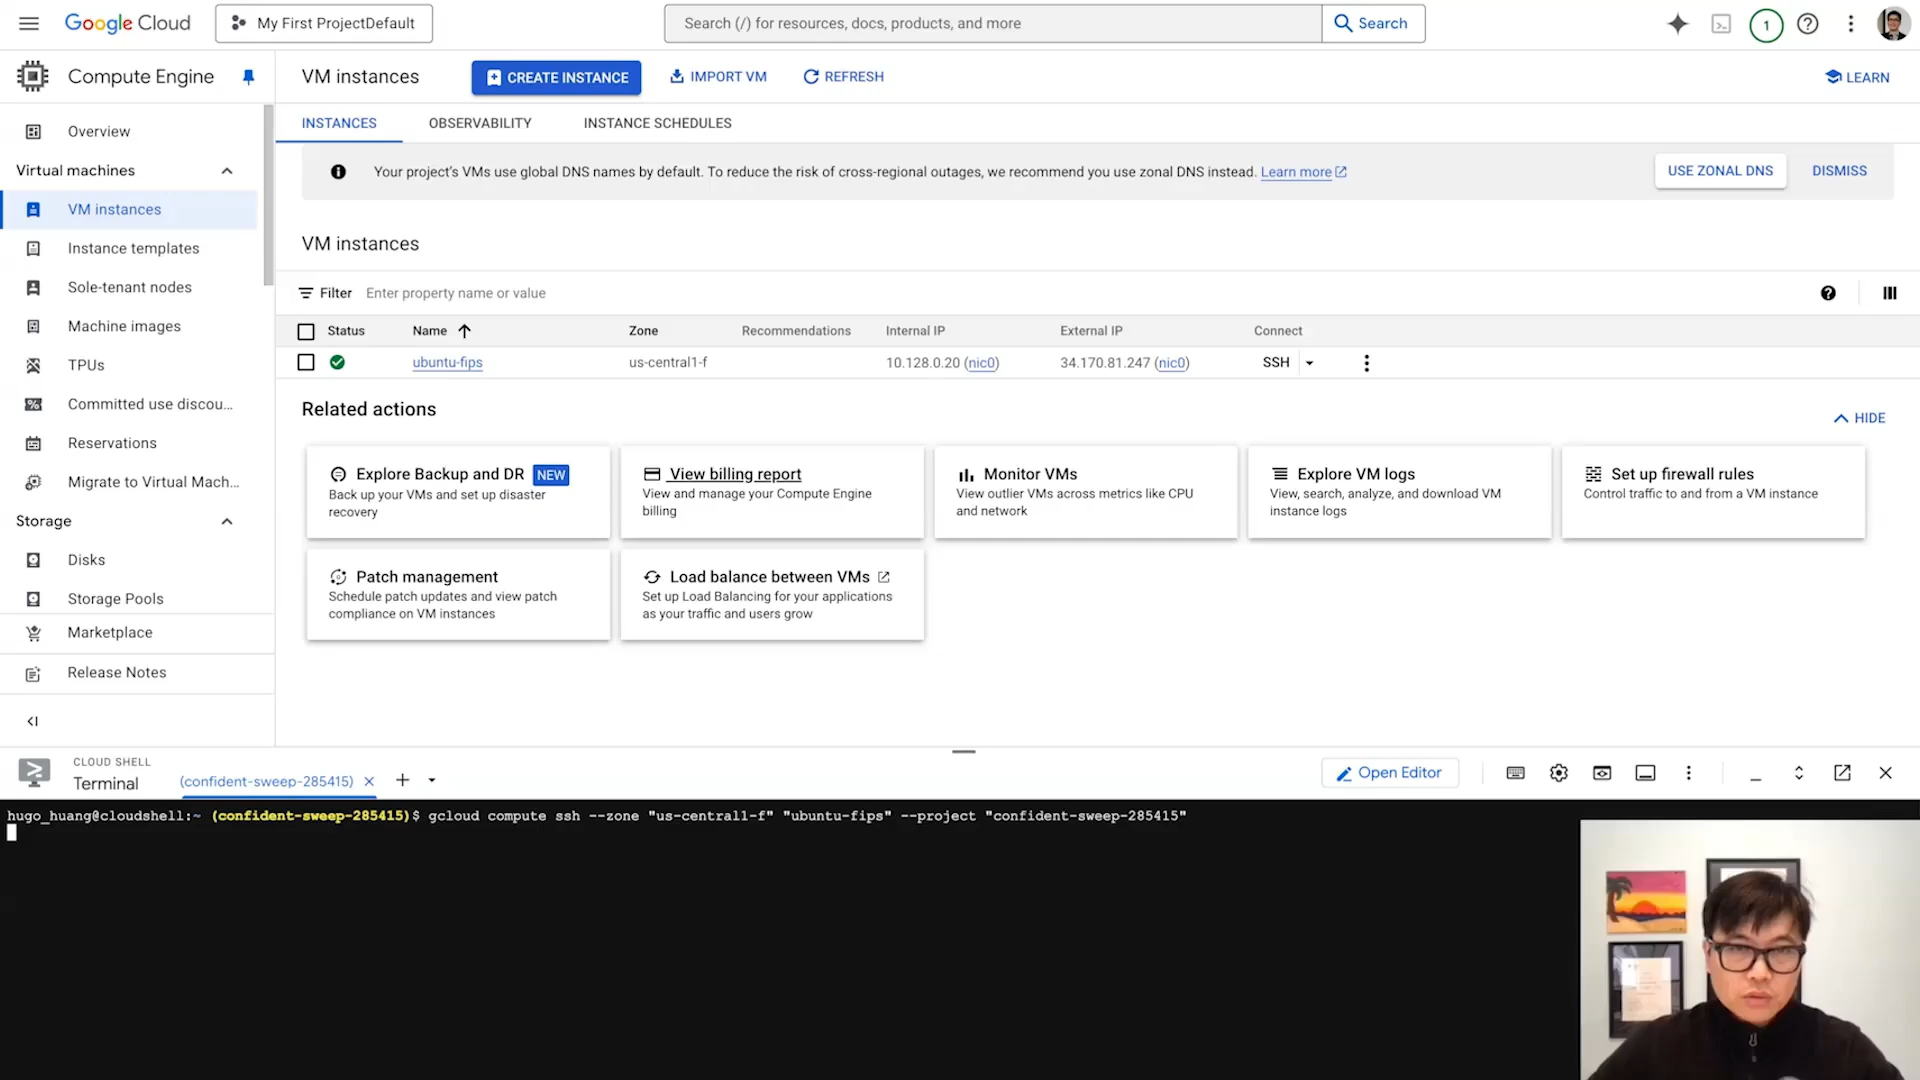 Google Cloud
My First ProjectDefault
Search (/) for resources, docs, products, and more
Search
1
Compute Engine
VM instances
CREATE INSTANCE
IMPORT VM
REFRESH
LEARN
Overview
Virtual machines
VM instances
Instance templates
Sole-tenant nodes
Machine images
TPUs
Committed use discou...
Reservations
Migrate to Virtual Mach...
Storage
Disks
Storage Pools
Marketplace
Release Notes
INSTANCES
OBSERVABILITY
INSTANCE SCHEDULES
Your project's VMs use global DNS names by default. To reduce the risk of cross-regional outages, we recommend you use zonal DNS instead. Learn more
USE ZONAL DNS
DISMISS
VM instances
Filter
Enter property name or value
Status
Name
Zone
Recommendations
Internal IP
External IP
Connect
ubuntu-fips
us-central1-f
10.128.0.20 (nic0)
34.170.81.247 (nic0)
SSH
Related actions
HIDE
Explore Backup and DR
NEW
Back up your VMs and set up disaster
recovery
View billing report
View and manage your Compute Engine
billing
Monitor VMs
View outlier VMs across metrics like CPU
and network
Explore VM logs
View, search, analyze, and download VM
instance logs
Set up firewall rules
Control traffic to and from a VM instance
Patch management
Schedule patch updates and view patch
compliance on VM instances
Load balance between VMs
Set up Load Balancing for your applications
as your traffic and users grow
CLOUD SHELL
Terminal
(confident-sweep-285415)
Open Editor
hugo_huang@cloudshell:~ (confident-sweep-285415)$ gcloud compute ssh --zone "us-central1-f" "ubuntu-fips" --project "confident-sweep-285415"